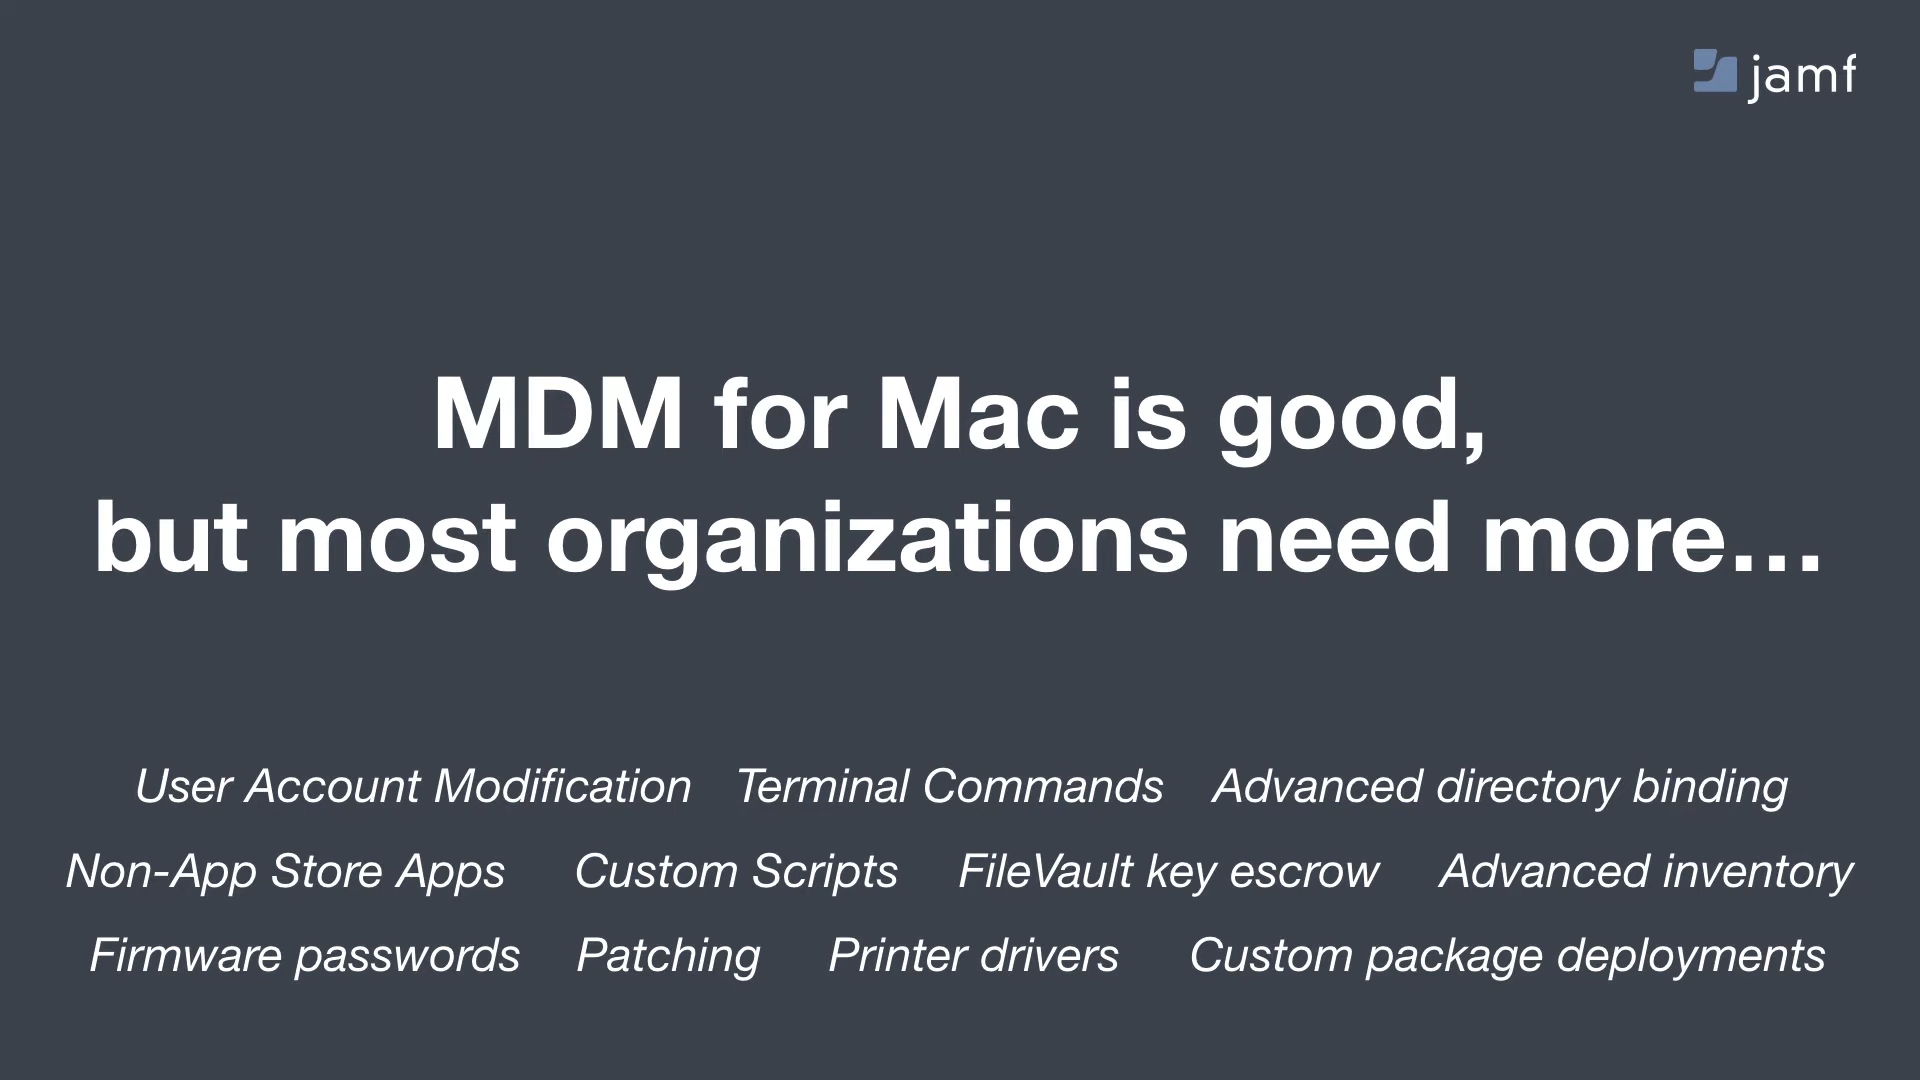 jamf
MDM for Mac is good,
but most organizations need more…
User Account Modification Terminal Commands Advanced directory binding
Non-App Store Apps Custom Scripts FileVault key escrow Advanced inventory
Firmware passwords Patching Printer drivers Custom package deployments